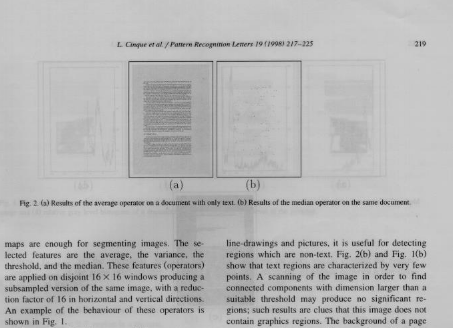 L. Cinque et al. / Pattern Recognition Letters 19 (1998) 217–225 219
(a) (b)
Fig. 2. (a) Results of the average operator on a document with only text. (b) Results of the median operator on the same document.
maps are enough for segmenting images. The se-
lected features are the average, the variance, the
threshold, and the median. These features (operators)
are applied on disjoint 16 × 16 windows producing a
subsampled version of the same image, with a reduc-
tion factor of 16 in horizontal and vertical directions.
An example of the behaviour of these operators is
shown in Fig. 1.
line-drawings and pictures, it is useful for detecting
regions which are non-text. Fig. 2(b) and Fig. 1(b)
show that text regions are characterized by very few
points. A scanning of the image in order to find
connected components with dimension larger than a
suitable threshold may produce no significant re-
gions; such results are clues that this image does not
contain graphics regions. The background of a page